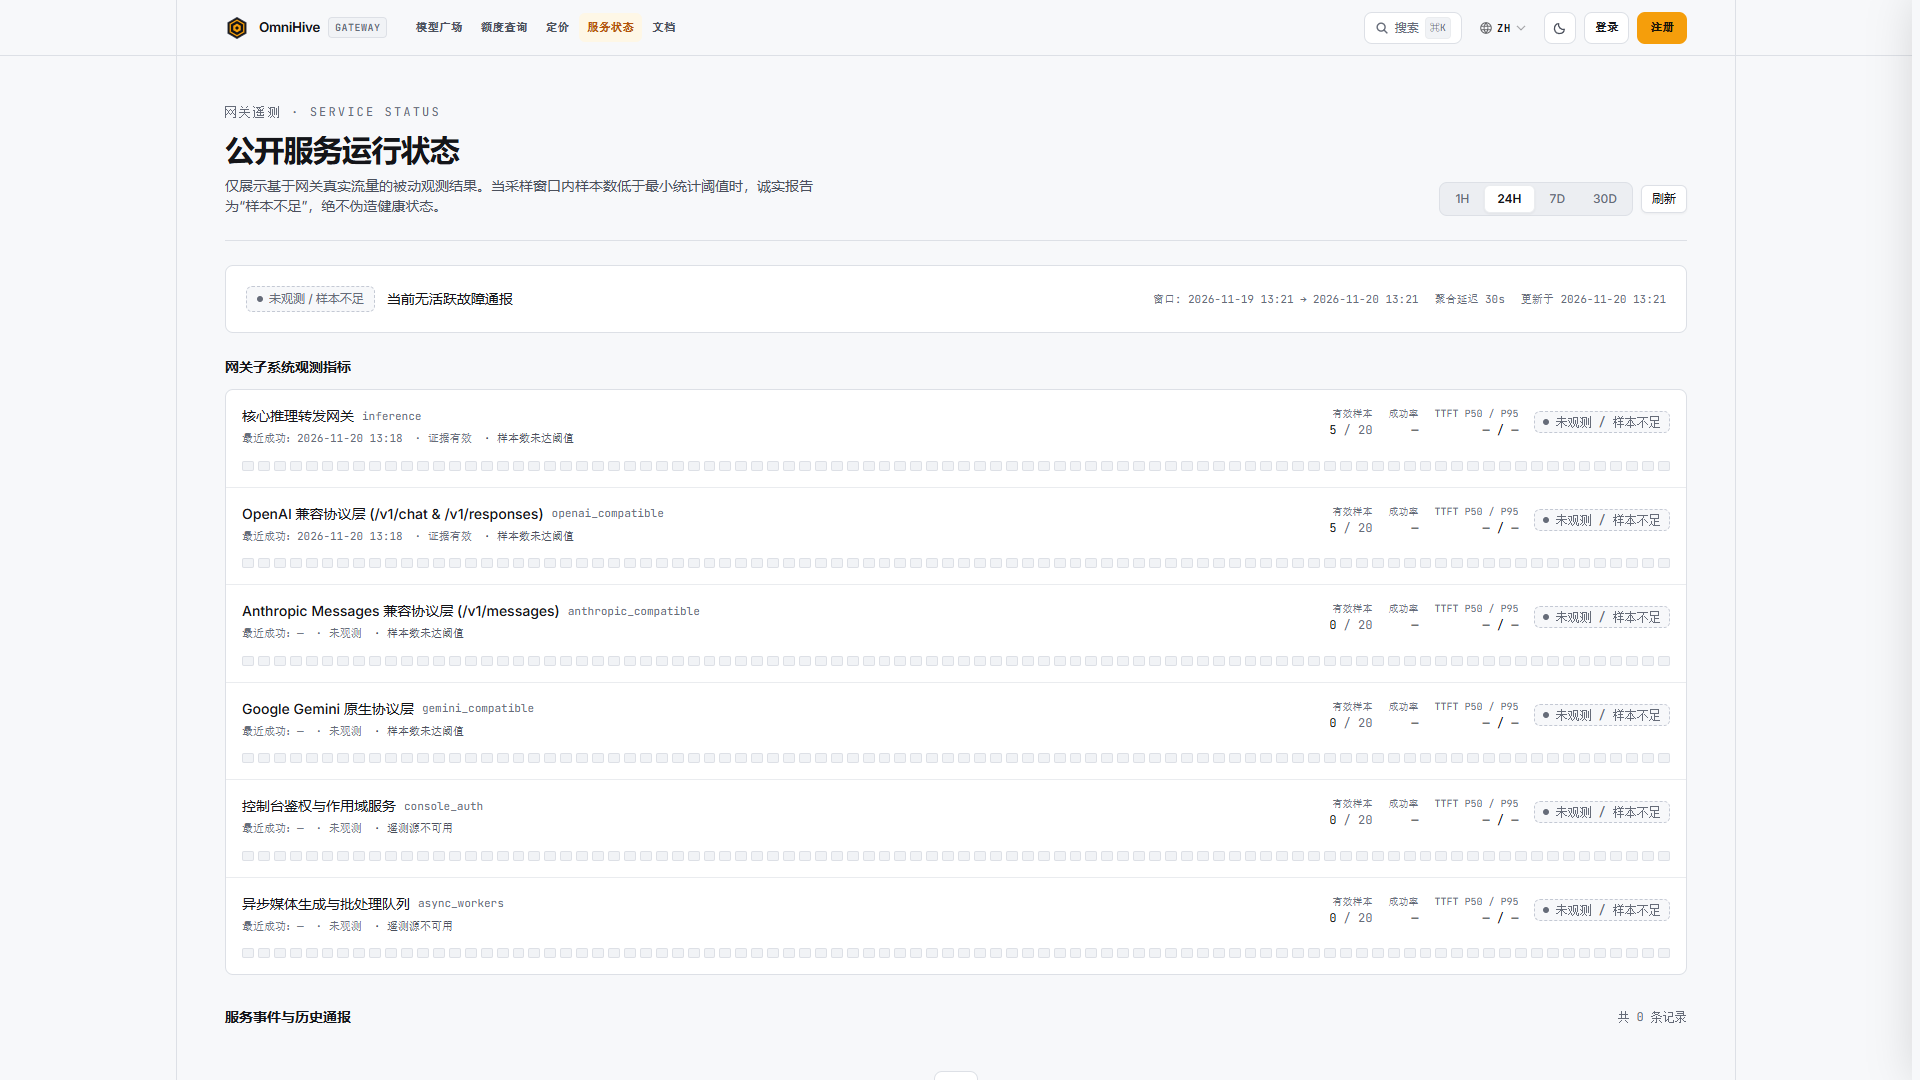 OmniHive GATEWAY 模型广场 额度查询 定价 服务状态 文档 搜索 ⌘K ZH 登录 注册
网关遥测 · SERVICE STATUS
公开服务运行状态
仅展示基于网关真实流量的被动观测结果。当采样窗口内样本数低于最小统计阈值时，诚实报告
为“样本不足”，绝不伪造健康状态。
1H 24H 7D 30D 刷新
未观测 / 样本不足 当前无活跃故障通报 窗口: 2026-11-19 13:21 → 2026-11-20 13:21 聚合延迟 30s 更新于 2026-11-20 13:21
网关子系统观测指标
核心推理转发网关 inference 有效样本 成功率 TTFT P50 / P95
5 / 20 — — / — 未观测 / 样本不足
最近成功: 2026-11-20 13:18 · 证据有效 · 样本数未达阈值
OpenAI 兼容协议层 (/v1/chat & /v1/responses) openai_compatible 有效样本 成功率 TTFT P50 / P95
5 / 20 — — / — 未观测 / 样本不足
最近成功: 2026-11-20 13:18 · 证据有效 · 样本数未达阈值
Anthropic Messages 兼容协议层 (/v1/messages) anthropic_compatible 有效样本 成功率 TTFT P50 / P95
0 / 20 — — / — 未观测 / 样本不足
最近成功: — · 未观测 · 样本数未达阈值
Google Gemini 原生协议层 gemini_compatible 有效样本 成功率 TTFT P50 / P95
0 / 20 — — / — 未观测 / 样本不足
最近成功: — · 未观测 · 样本数未达阈值
控制台鉴权与作用域服务 console_auth 有效样本 成功率 TTFT P50 / P95
0 / 20 — — / — 未观测 / 样本不足
最近成功: — · 未观测 · 遥测源不可用
异步媒体生成与批处理队列 async_workers 有效样本 成功率 TTFT P50 / P95
0 / 20 — — / — 未观测 / 样本不足
最近成功: — · 未观测 · 遥测源不可用
服务事件与历史通报 共 0 条记录